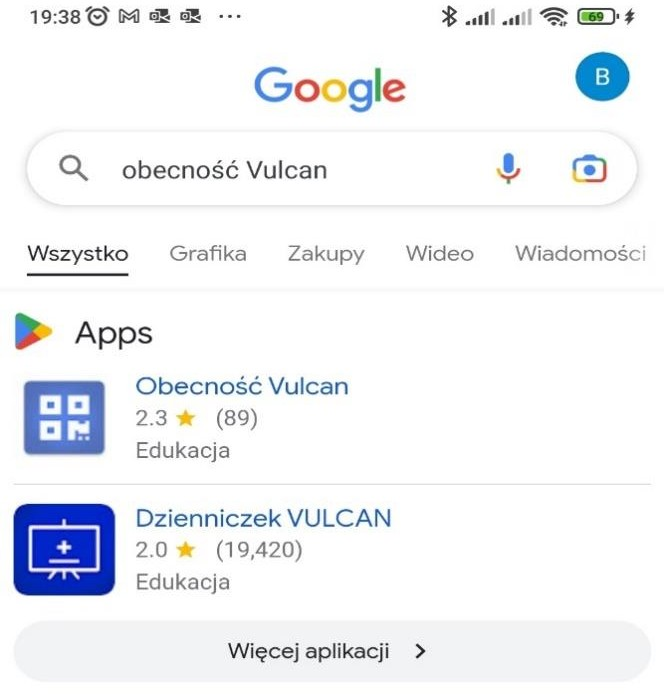 19:38
69
Google
B
obecność Vulcan
Wszystko Grafika Zakupy Wideo Wiadomości
Apps
Obecność Vulcan
2.3 ★ (89)
Edukacja
Dzienniczek VULCAN
2.0 ★ (19,420)
Edukacja
Więcej aplikacji >